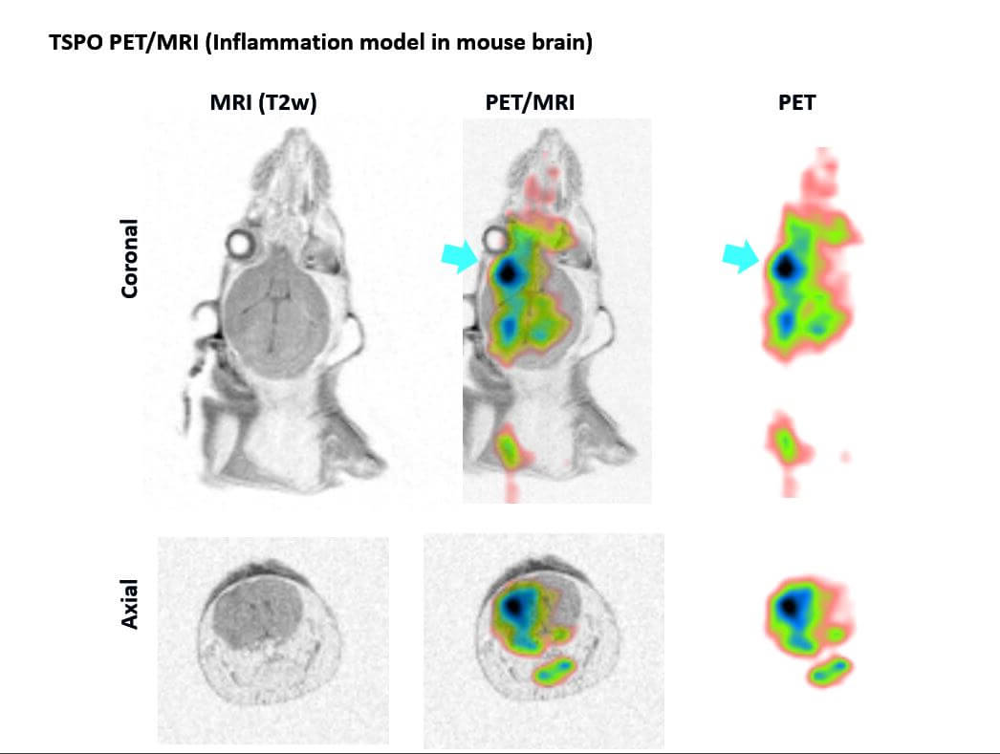 TSPO PET/MRI (Inflammation model in mouse brain)
MRI (T2w)
PET/MRI
PET
Coronal
Axial